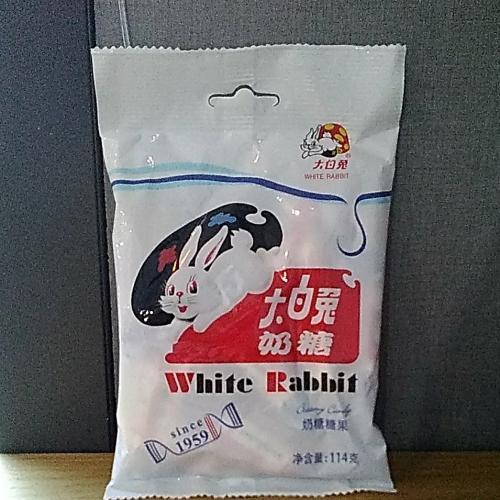 大白兔
WHITE RABBIT
大白兔
奶糖
White Rabbit
Creamy Candy
奶糖糖果
since
1959
净含量:114克